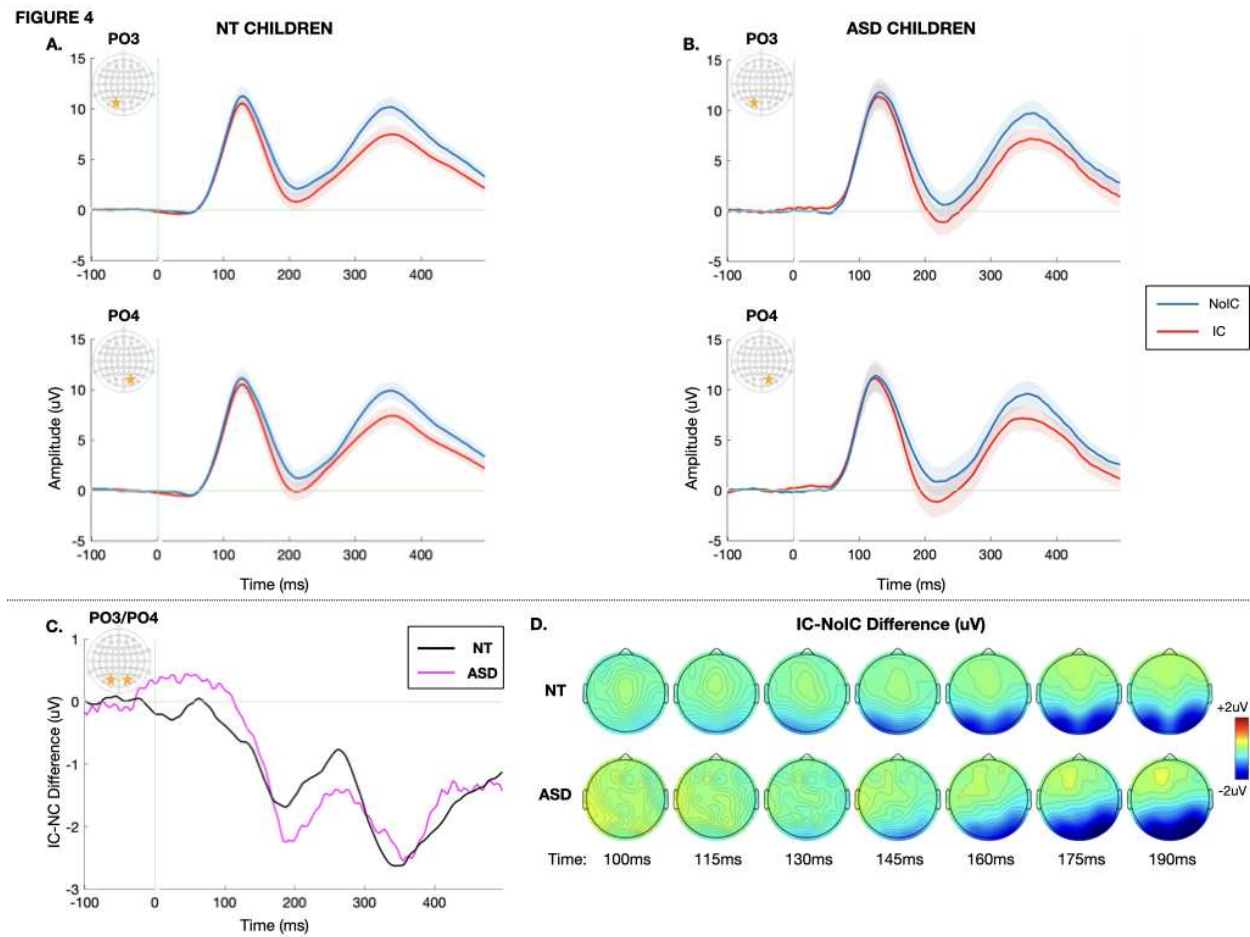 FIGURE 4
NT CHILDREN
ASD CHILDREN
A.
PO3
15
10
5
0
-5
-100 0 100 200 300 400
B.
PO3
15
10
5
0
-5
-100 0 100 200 300 400
NoIC
IC
PO4
15
10
5
0
-5
Amplitude (uV)
-100 0 100 200 300 400
Time (ms)
PO4
15
10
5
0
-5
Amplitude (uV)
-100 0 100 200 300 400
Time (ms)
C.
PO3/PO4
NT
ASD
1
0
-1
-2
-3
IC-NC Difference (uV)
-100 0 100 200 300 400
Time (ms)
D.
IC-NoIC Difference (uV)
NT
ASD
+2uV
-2uV
Time: 100ms 115ms 130ms 145ms 160ms 175ms 190ms